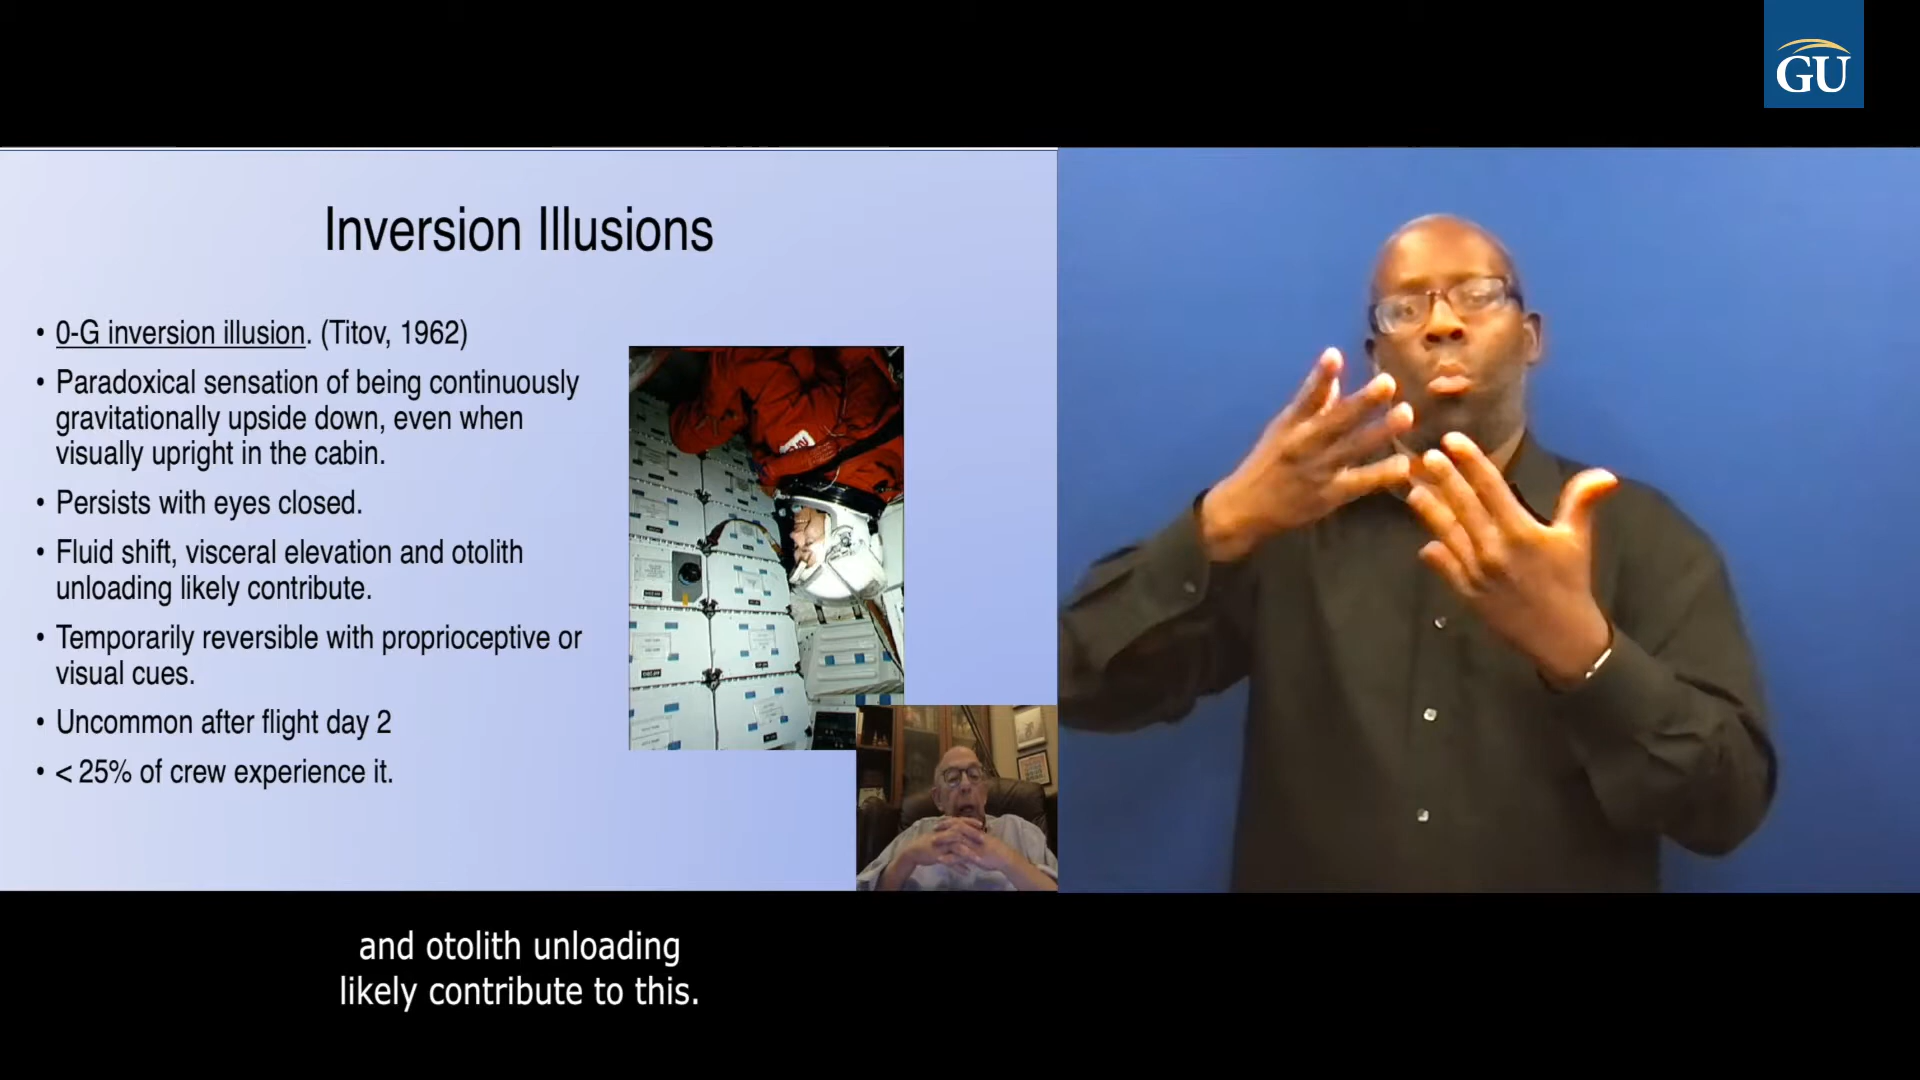 GU
Inversion Illusions
• 0-G inversion illusion. (Titov, 1962)
• Paradoxical sensation of being continuously
gravitationally upside down, even when
visually upright in the cabin.
• Persists with eyes closed.
• Fluid shift, visceral elevation and otolith
unloading likely contribute.
• Temporarily reversible with proprioceptive or
visual cues.
• Uncommon after flight day 2
• < 25% of crew experience it.
and otolith unloading
likely contribute to this.